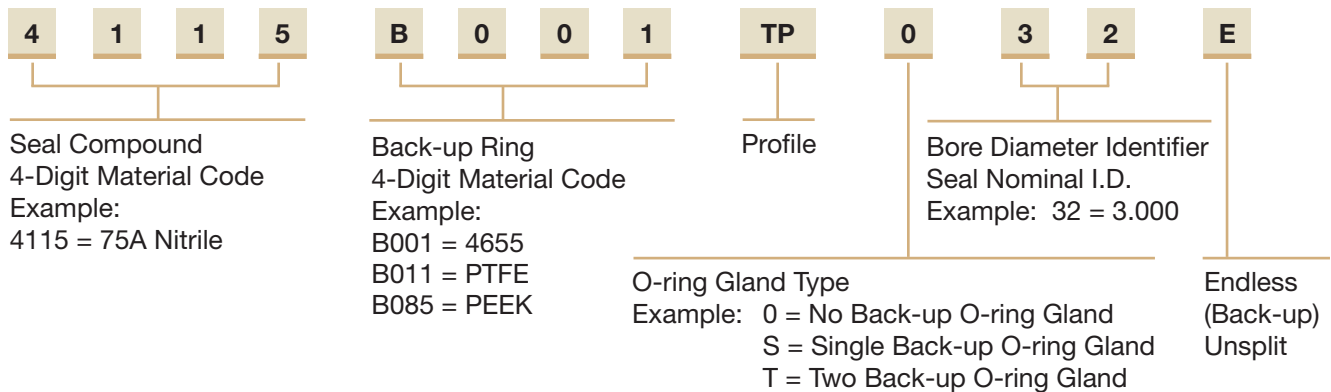 4 1 1 5 B 0 0 1 TP 0 3 2 E
Seal Compound
4-Digit Material Code
Example:
4115 = 75A Nitrile
Back-up Ring
4-Digit Material Code
Example:
B001 = 4655
B011 = PTFE
B085 = PEEK
Profile
Bore Diameter Identifier
Seal Nominal I.D.
Example: 32 = 3.000
O-ring Gland Type
Example: 0 = No Back-up O-ring Gland
S = Single Back-up O-ring Gland
T = Two Back-up O-ring Gland
Endless
(Back-up)
Unsplit